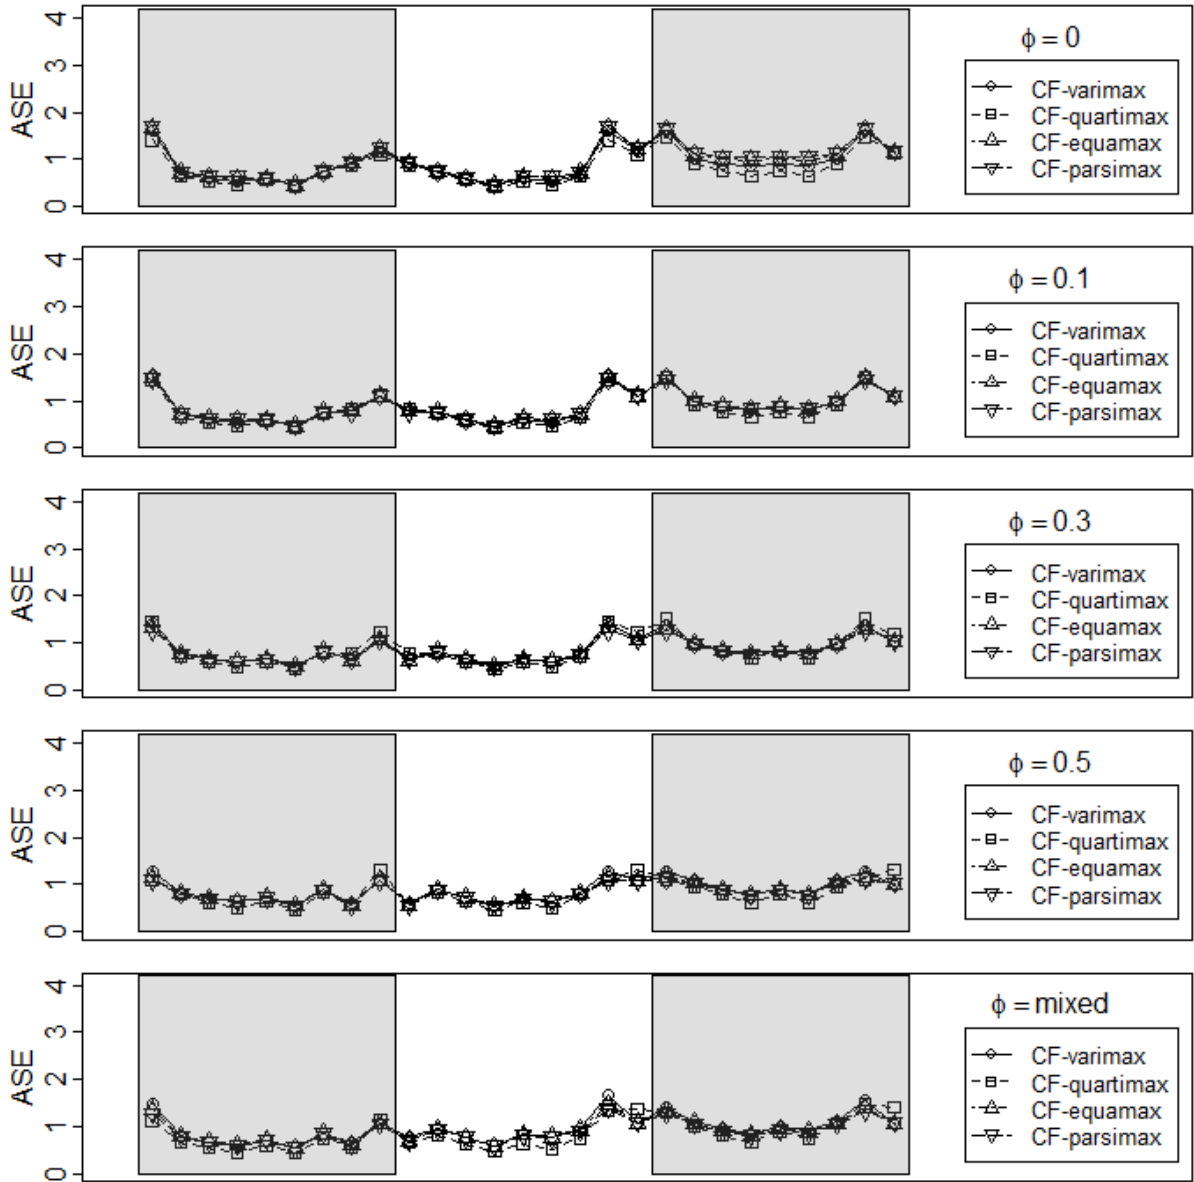 4
3
2
1
0
ASE
ϕ = 0
CF-varimax
CF-quartimax
CF-equamax
CF-parsimax
4
3
2
1
0
ASE
ϕ = 0.1
CF-varimax
CF-quartimax
CF-equamax
CF-parsimax
4
3
2
1
0
ASE
ϕ = 0.3
CF-varimax
CF-quartimax
CF-equamax
CF-parsimax
4
3
2
1
0
ASE
ϕ = 0.5
CF-varimax
CF-quartimax
CF-equamax
CF-parsimax
4
3
2
1
0
ASE
ϕ = mixed
CF-varimax
CF-quartimax
CF-equamax
CF-parsimax